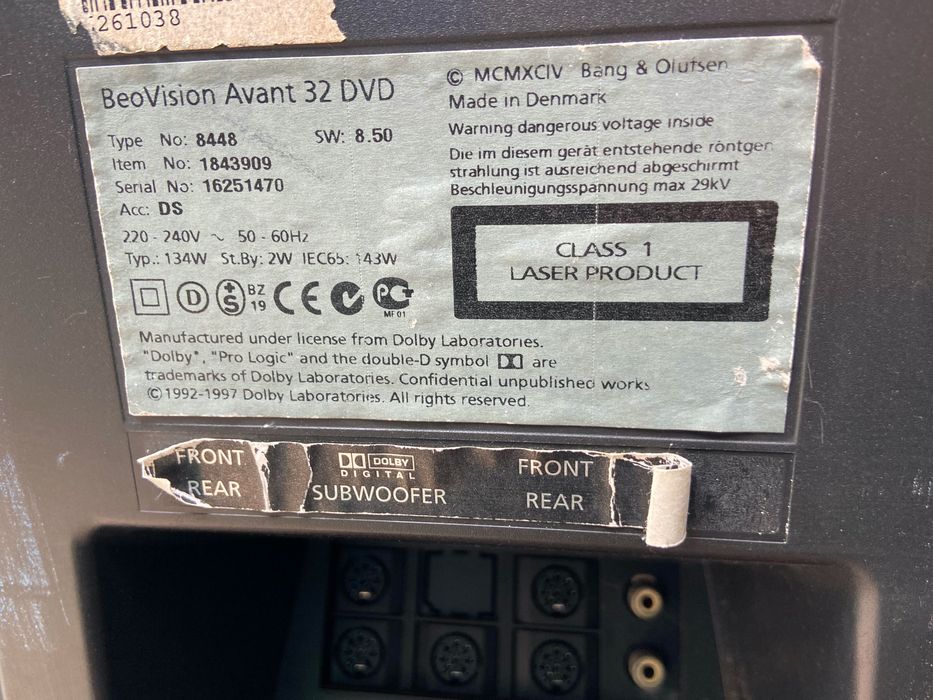 261038
BeoVision Avant 32 DVD
Type No: 8448 SW: 8.50
Item No: 1843909
Serial No: 16251470
Acc: DS
220 - 240V ~ 50 - 60Hz
Typ.: 134W St.By: 2W IEC65: 143W
D +S BZ 19 CE PC MF 01
Manufactured under license from Dolby Laboratories.
"Dolby", "Pro Logic" and the double-D symbol are
trademarks of Dolby Laboratories. Confidential unpublished works
© 1992-1997 Dolby Laboratories. All rights reserved.
© MCMXCIV Bang & Olufsen
Made in Denmark
Warning dangerous voltage inside
Die im diesem gerät entstehende röntgen
strahlung ist ausreichend abgeschirmt
Beschleunigungsspannung max 29kV
CLASS 1
LASER PRODUCT
FRONT
REAR
DOLBY
DIGITAL
SUBWOOFER
FRONT
REAR